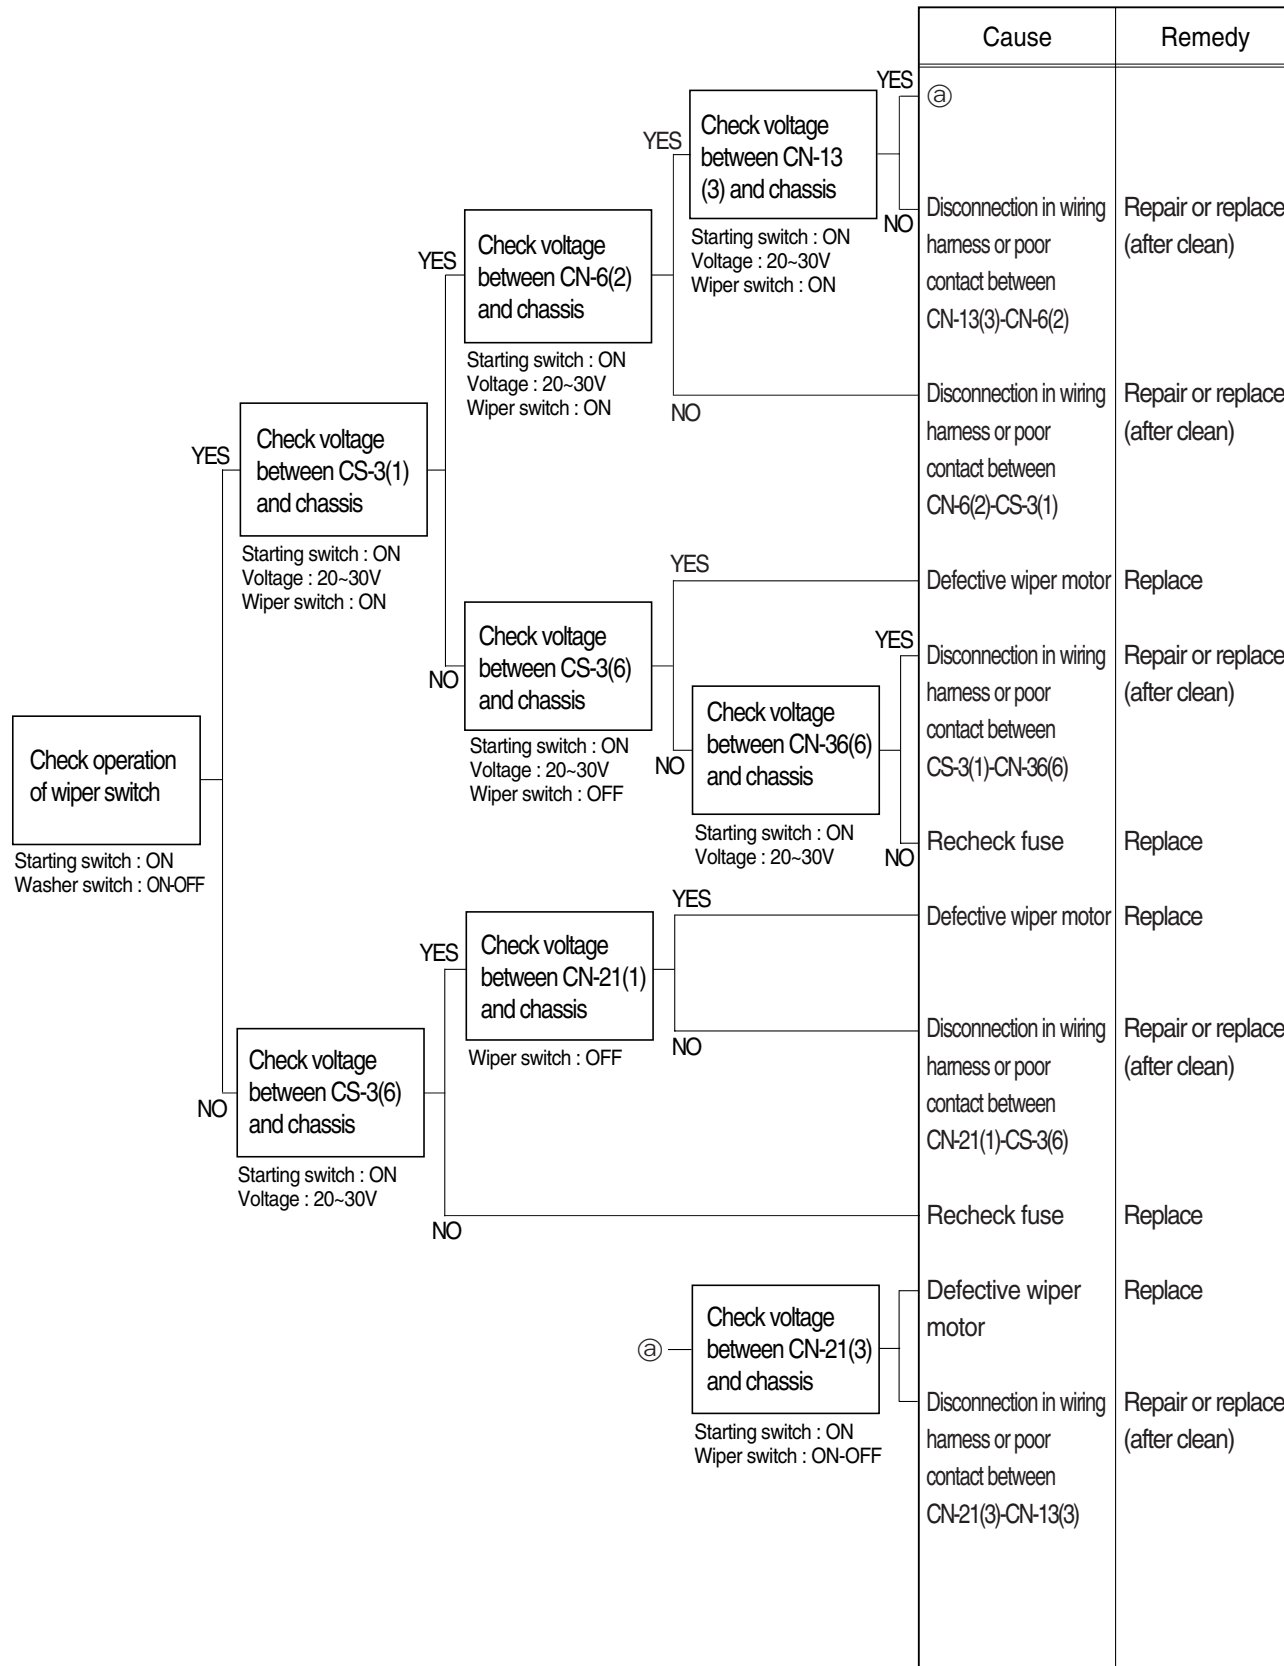 Cause
Remedy
YES
ⓐ
Check voltage
between CN-13
(3) and chassis
YES
NO
Starting switch : ON
Voltage : 20~30V
Wiper switch : ON
Disconnection in wiring
harness or poor
contact between
CN-13(3)-CN-6(2)
Repair or replace
(after clean)
YES
Check voltage
between CN-6(2)
and chassis
Starting switch : ON
Voltage : 20~30V
Wiper switch : ON
NO
Disconnection in wiring
harness or poor
contact between
CN-6(2)-CS-3(1)
Repair or replace
(after clean)
YES
Check voltage
between CS-3(1)
and chassis
Starting switch : ON
Voltage : 20~30V
Wiper switch : ON
YES
Defective wiper motor
Replace
NO
Check voltage
between CS-3(6)
and chassis
Starting switch : ON
Voltage : 20~30V
Wiper switch : OFF
YES
Disconnection in wiring
harness or poor
contact between
CS-3(1)-CN-36(6)
Repair or replace
(after clean)
NO
Check voltage
between CN-36(6)
and chassis
Starting switch : ON
Voltage : 20~30V
NO
Recheck fuse
Replace
Check operation
of wiper switch
Starting switch : ON
Washer switch : ON-OFF
YES
Defective wiper motor
Replace
YES
Check voltage
between CN-21(1)
and chassis
Wiper switch : OFF
NO
Disconnection in wiring
harness or poor
contact between
CN-21(1)-CS-3(6)
Repair or replace
(after clean)
NO
Check voltage
between CS-3(6)
and chassis
Starting switch : ON
Voltage : 20~30V
NO
Recheck fuse
Replace
ⓐ
Check voltage
between CN-21(3)
and chassis
Starting switch : ON
Wiper switch : ON-OFF
Defective wiper
motor
Replace
Disconnection in wiring
harness or poor
contact between
CN-21(3)-CN-13(3)
Repair or replace
(after clean)